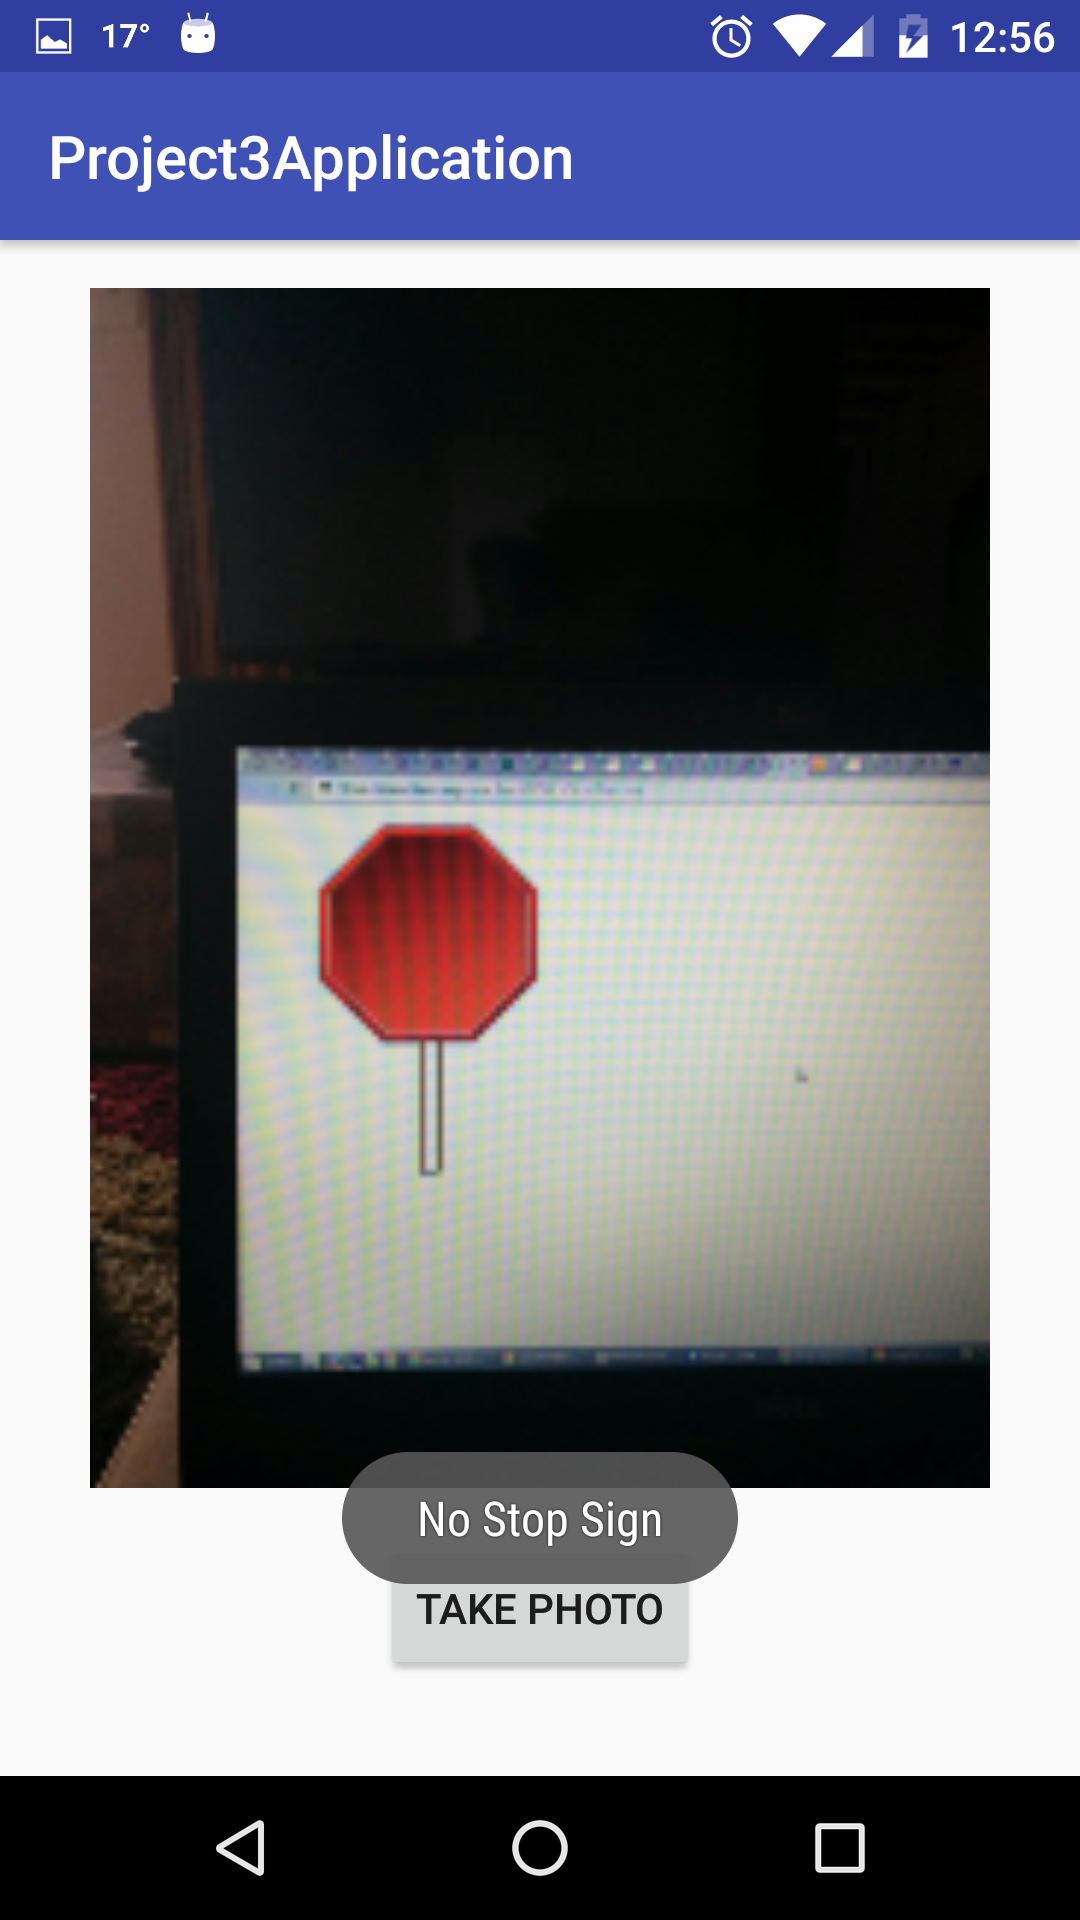 17°
12:56
Project3Application
No Stop Sign
TAKE PHOTO